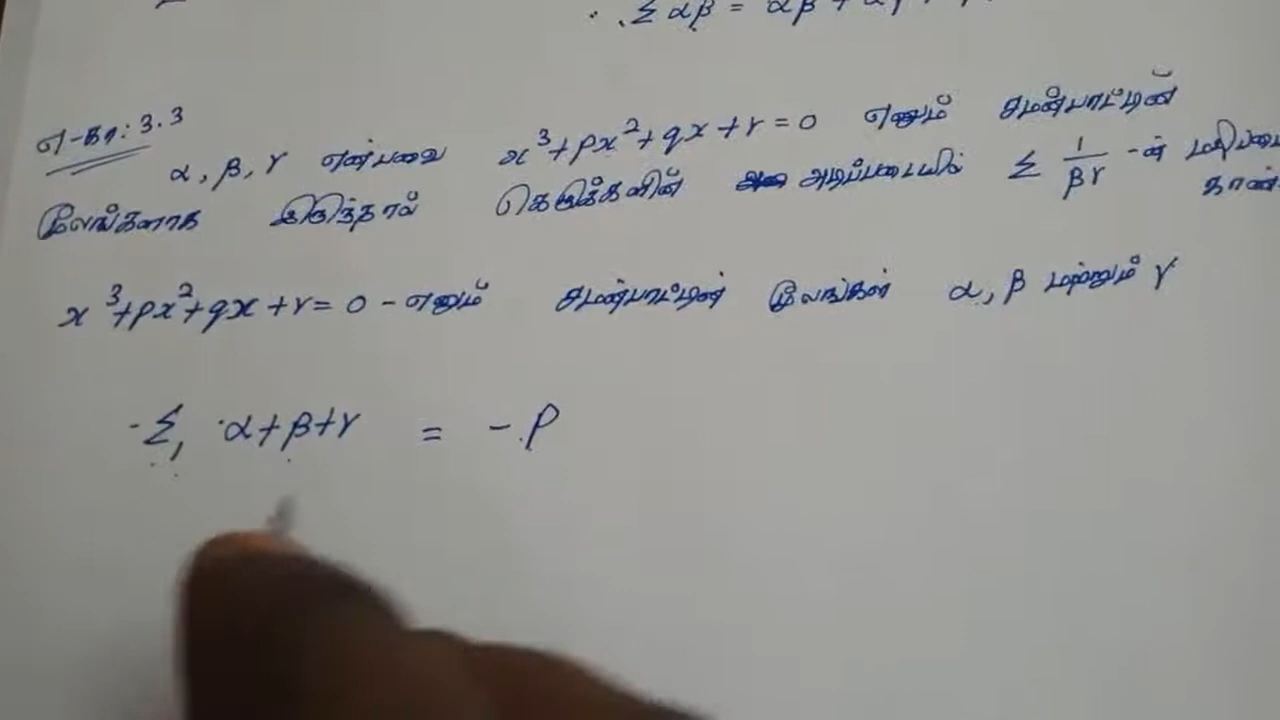 ∴ Σ αβ = αβ + αγ +
எ-கா: 3.3
α, β, γ என்பவை x³+px²+qx+r=0 எனும் சமன்பாட்டின்
மூலங்களாக இருந்தால் கெழுக்களின் அடிப்படையில் Σ 1/βγ -ன் மதிப்பை
காண்
x³+px²+qx+r=0 - எனும் சமன்பாட்டின் மூலங்கள் α, β மற்றும் γ
Σ₁ α+β+γ = -p